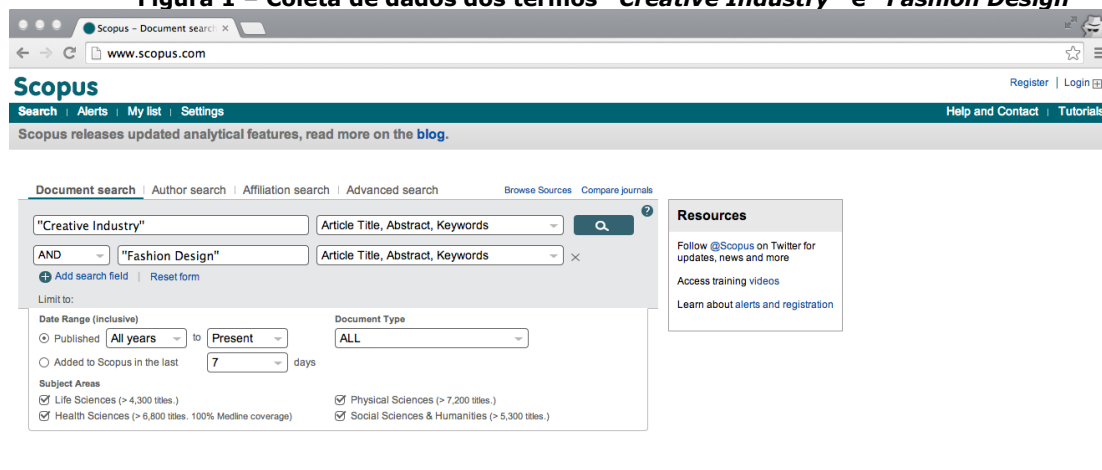 Figura 1 – Coleta de dados dos termos "Creative Industry" e "Fashion Design"
Scopus – Document search
www.scopus.com
Scopus
Register | Login
Search | Alerts | My list | Settings
Help and Contact | Tutorials
Scopus releases updated analytical features, read more on the blog.
Document search | Author search | Affiliation search | Advanced search
Browse Sources Compare journals
"Creative Industry" Article Title, Abstract, Keywords
AND "Fashion Design" Article Title, Abstract, Keywords
Add search field | Reset form
Limit to:
Date Range (inclusive) Document Type
Published All years to Present ALL
Added to Scopus in the last 7 days
Subject Areas
Life Sciences (> 4,300 titles.) Physical Sciences (> 7,200 titles.)
Health Sciences (> 6,800 titles. 100% Medline coverage) Social Sciences & Humanities (> 5,300 titles.)
Resources
Follow @Scopus on Twitter for
updates, news and more
Access training videos
Learn about alerts and registration